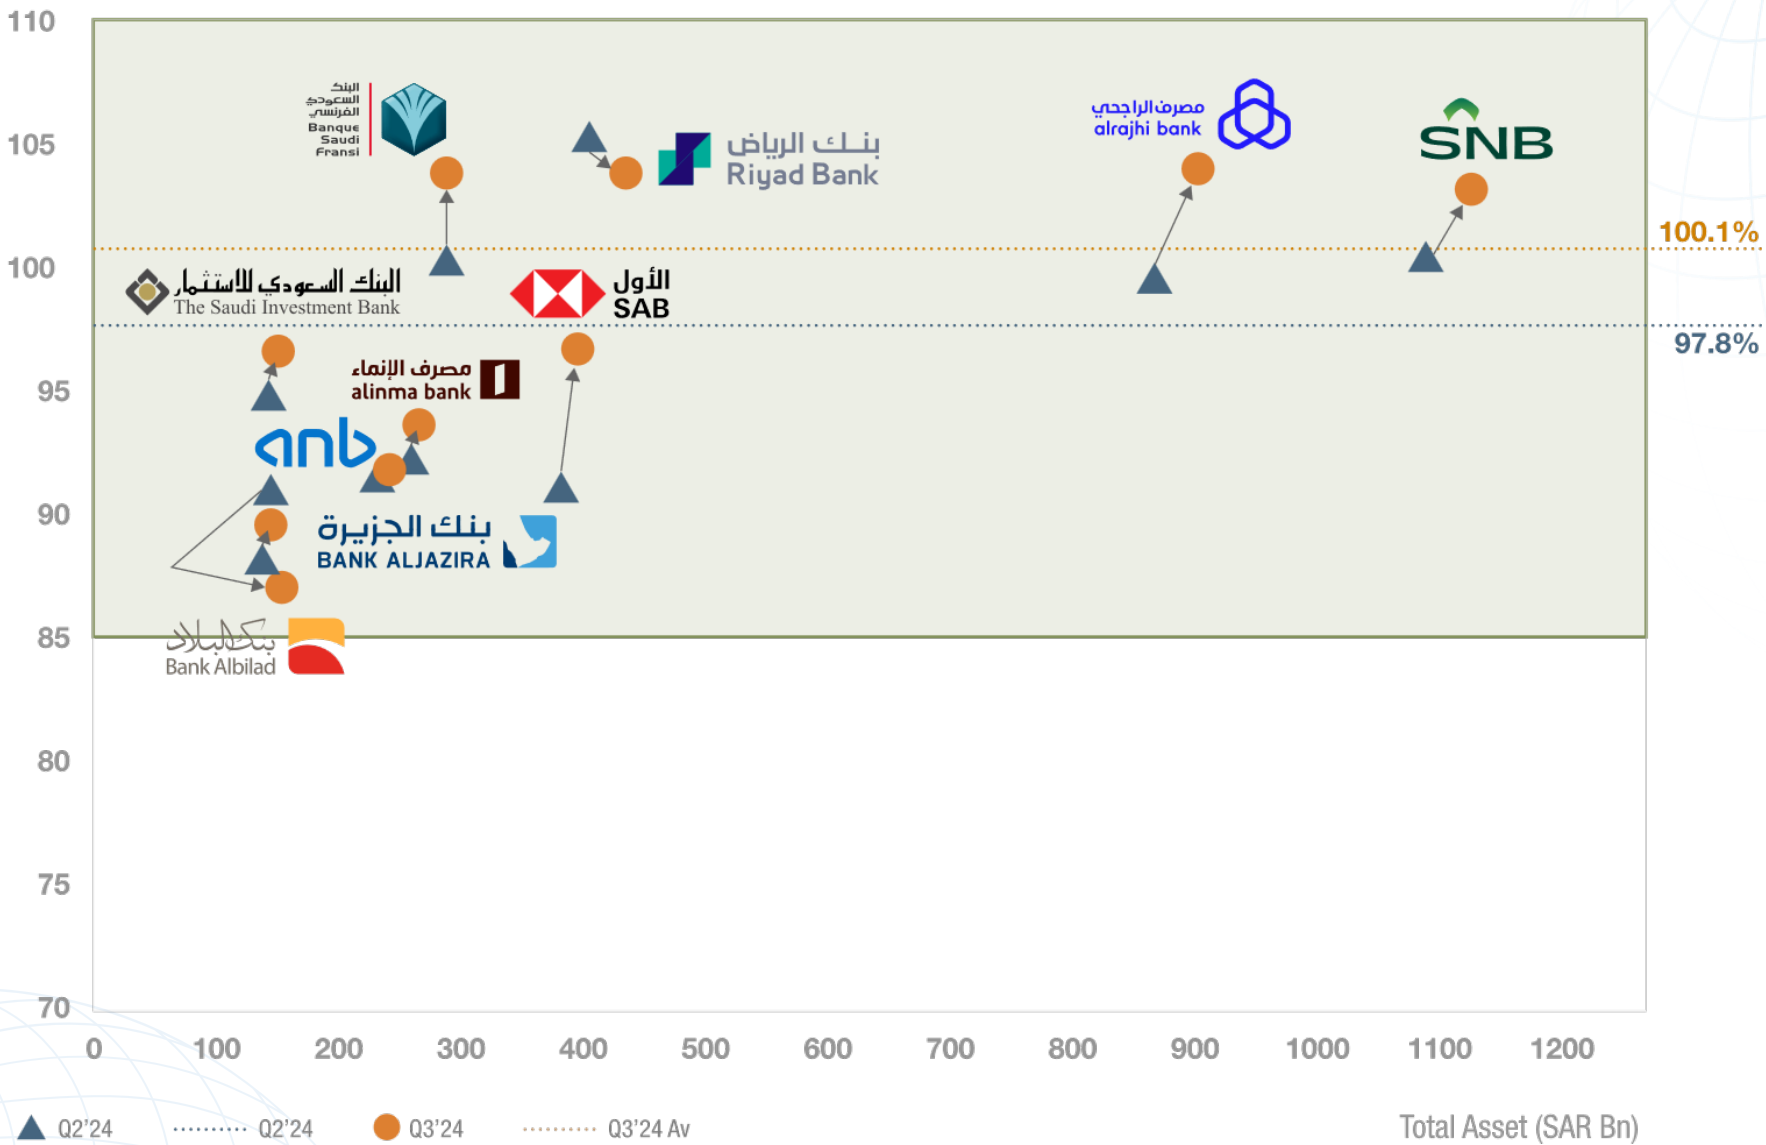 110
البنك
السعودي
الفرنسي
Banque
Saudi
Fransi
بنك الرياض
Riyad Bank
مصرف الراجحي
alrajhi bank
SNB
105
100.1%
100
البنك السعودي للاستثمار
The Saudi Investment Bank
الأول
SAB
97.8%
مصرف الإنماء
alinma bank
95
anb
90
بنك الجزيرة
BANK ALJAZIRA
85
بنك البلاد
Bank Albilad
80
75
70
0 100 200 300 400 500 600 700 800 900 1000 1100 1200
Q2’24 Q2’24 Q3’24 Q3’24 Av
Total Asset (SAR Bn)